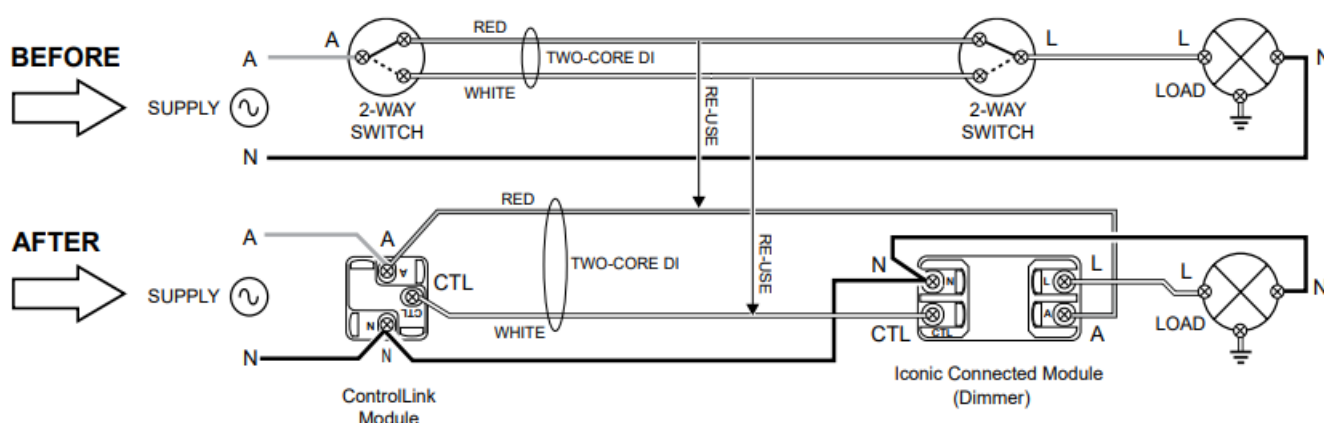 BEFORE
A
SUPPLY
N
A
2-WAY
SWITCH
RED
TWO-CORE DI
WHITE
RE-USE
2-WAY
SWITCH
L
L
LOAD
N
AFTER
A
SUPPLY
N
A
A
CTL
CTL
N
N
ControlLink
Module
RED
TWO-CORE DI
WHITE
RE-USE
N
N
CTL
CTL
L
L
A
A
Iconic Connected Module
(Dimmer)
L
LOAD
N